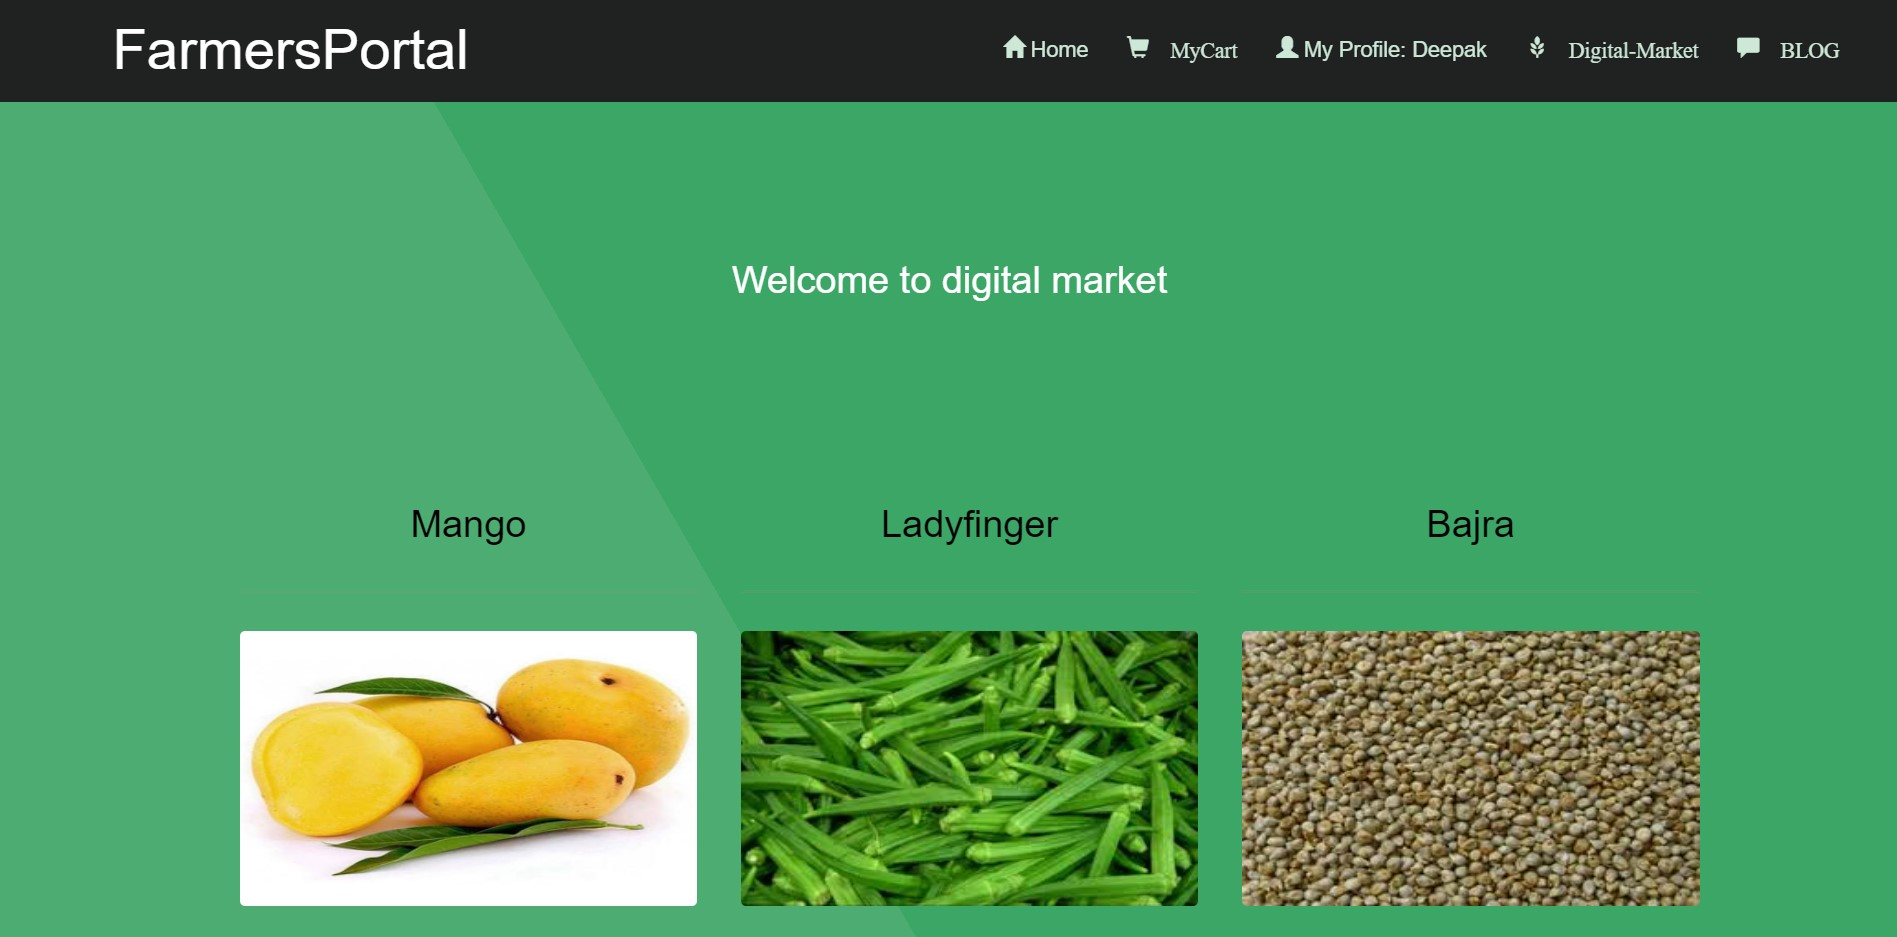 FarmersPortal
Home MyCart My Profile: Deepak Digital-Market BLOG
Welcome to digital market
Mango Ladyfinger Bajra